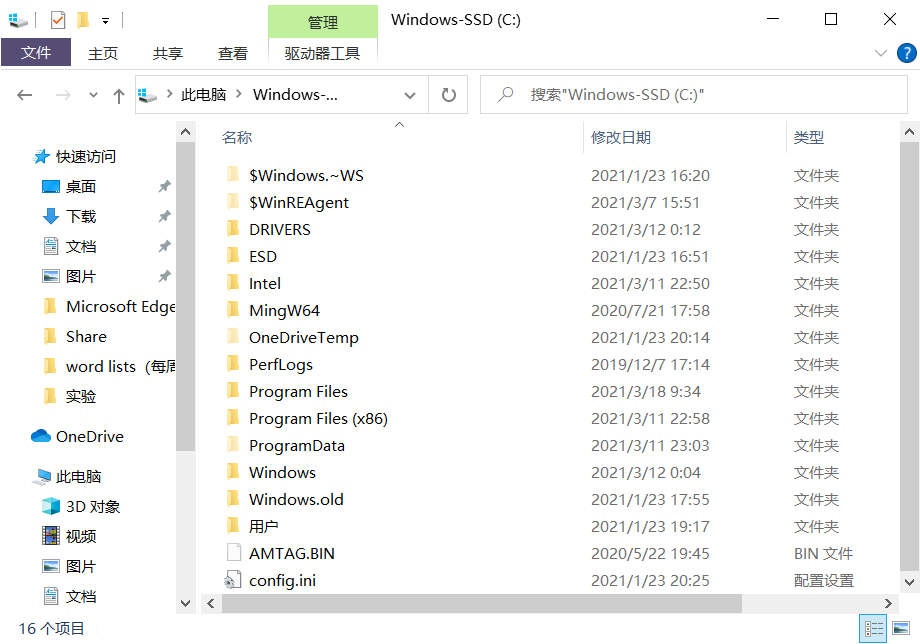 管理
Windows-SSD (C:)
文件 主页 共享 查看 驱动器工具
此电脑 Windows-... 搜索"Windows-SSD (C:)"
快速访问
桌面
下载
文档
图片
Microsoft Edge
Share
word lists（每周
实验
OneDrive
此电脑
3D 对象
视频
图片
文档
名称 修改日期 类型
$Windows.~WS 2021/1/23 16:20 文件夹
$WinREAgent 2021/3/7 15:51 文件夹
DRIVERS 2021/3/12 0:12 文件夹
ESD 2021/1/23 16:51 文件夹
Intel 2021/3/11 22:50 文件夹
MingW64 2020/7/21 17:58 文件夹
OneDriveTemp 2021/1/23 20:14 文件夹
PerfLogs 2019/12/7 17:14 文件夹
Program Files 2021/3/18 9:34 文件夹
Program Files (x86) 2021/3/11 22:58 文件夹
ProgramData 2021/3/11 23:03 文件夹
Windows 2021/3/12 0:04 文件夹
Windows.old 2021/1/23 17:55 文件夹
用户 2021/1/23 19:17 文件夹
AMTAG.BIN 2020/5/22 19:45 BIN 文件
config.ini 2021/1/23 20:25 配置设置
16 个项目